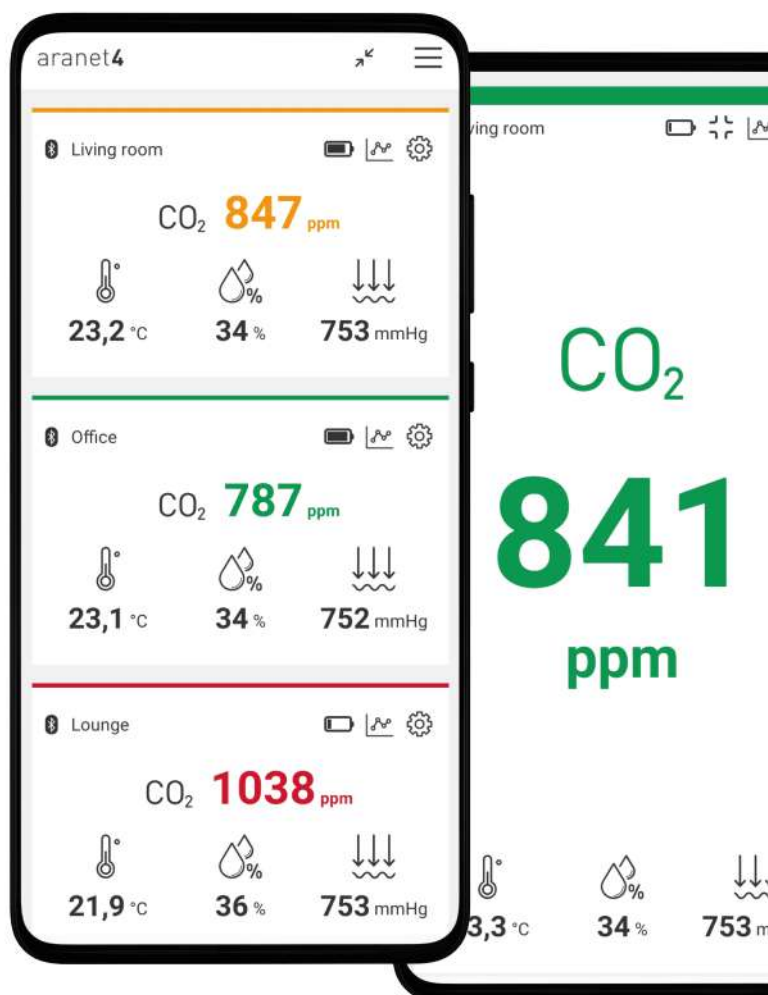 aranet4
Living room
CO₂ 847 ppm
23,2 °C 34 % 753 mmHg
Office
CO₂ 787 ppm
23,1 °C 34 % 752 mmHg
Lounge
CO₂ 1038 ppm
21,9 °C 36 % 753 mmHg
room
CO₂
841
ppm
3,3 °C 34 % 753